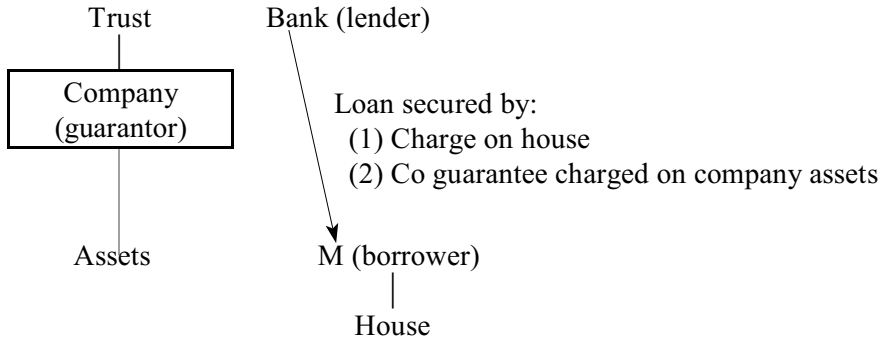 Trust
Bank (lender)
Company
(guarantor)
Loan secured by:
(1) Charge on house
(2) Co guarantee charged on company assets
Assets
M (borrower)
House